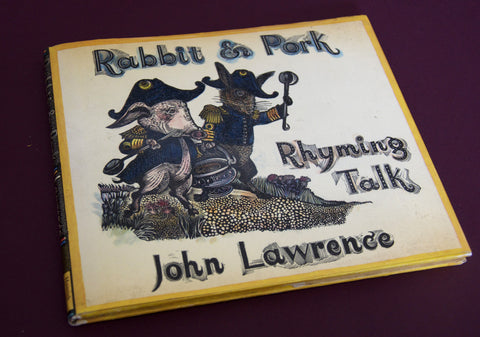 Rabbit & Pork
Rhyming
Talk
John Lawrence